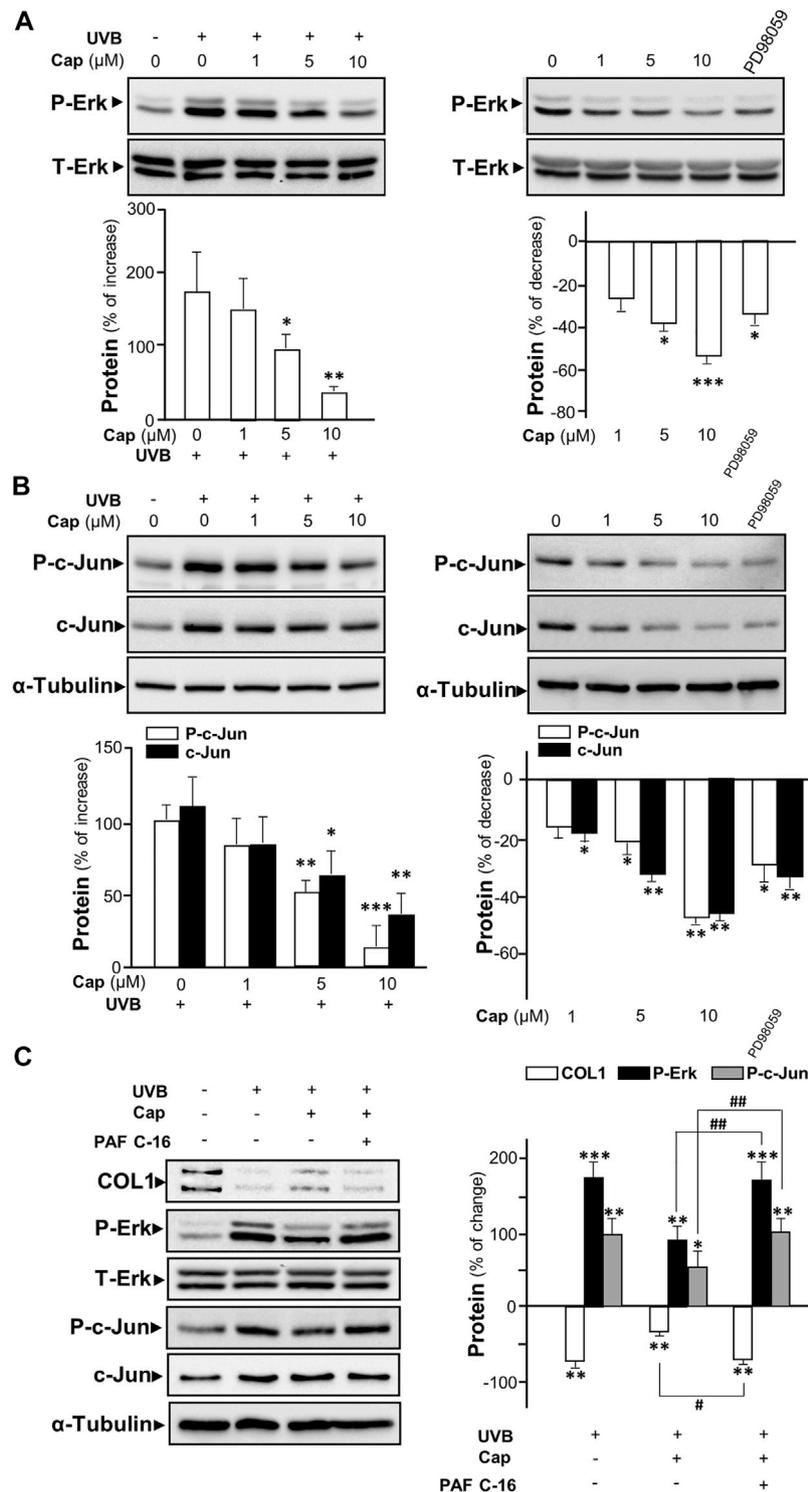 A
UVB - + + + +
Cap (µM) 0 0 1 5 10
P-Erk
T-Erk
300
200
100
0
Protein (% of increase)
*
**
Cap (µM) 0 1 5 10
UVB + + + +
0 1 5 10 PD98059
P-Erk
T-Erk
0
-20
-40
-60
-80
Protein (% of decrease)
*
***
*
Cap (µM) 1 5 10 PD98059
B
UVB - + + + +
Cap (µM) 0 0 1 5 10
P-c-Jun
c-Jun
α-Tubulin
P-c-Jun
c-Jun
150
100
50
0
Protein (% of increase)
** *
*** **
Cap (µM) 0 1 5 10
UVB + + + +
0 1 5 10 PD98059
P-c-Jun
c-Jun
α-Tubulin
P-c-Jun
c-Jun
0
-20
-40
-60
Protein (% of decrease)
* * ** ** ** * **
Cap (µM) 1 5 10 PD98059
C
UVB - + + +
Cap - - + +
PAF C-16 - - - +
COL1
P-Erk
T-Erk
P-c-Jun
c-Jun
α-Tubulin
COL1 P-Erk P-c-Jun
##
##
200
100
0
-100
Protein (% of change)
*** ** ** * *** **
** ** **
#
UVB + + +
Cap - + +
PAF C-16 - - +